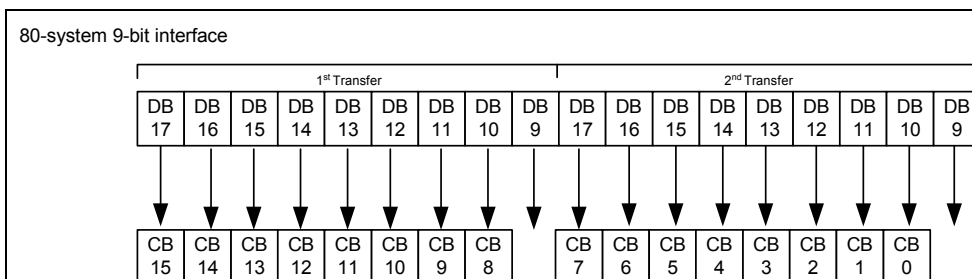 80-system 9-bit interface
1st Transfer 2nd Transfer
DB DB DB DB DB DB DB DB DB DB DB DB DB DB DB DB DB DB
17 16 15 14 13 12 11 10 9 17 16 15 14 13 12 11 10 9
CB CB CB CB CB CB CB CB CB CB CB CB CB CB CB CB
15 14 13 12 11 10 9 8 7 6 5 4 3 2 1 0